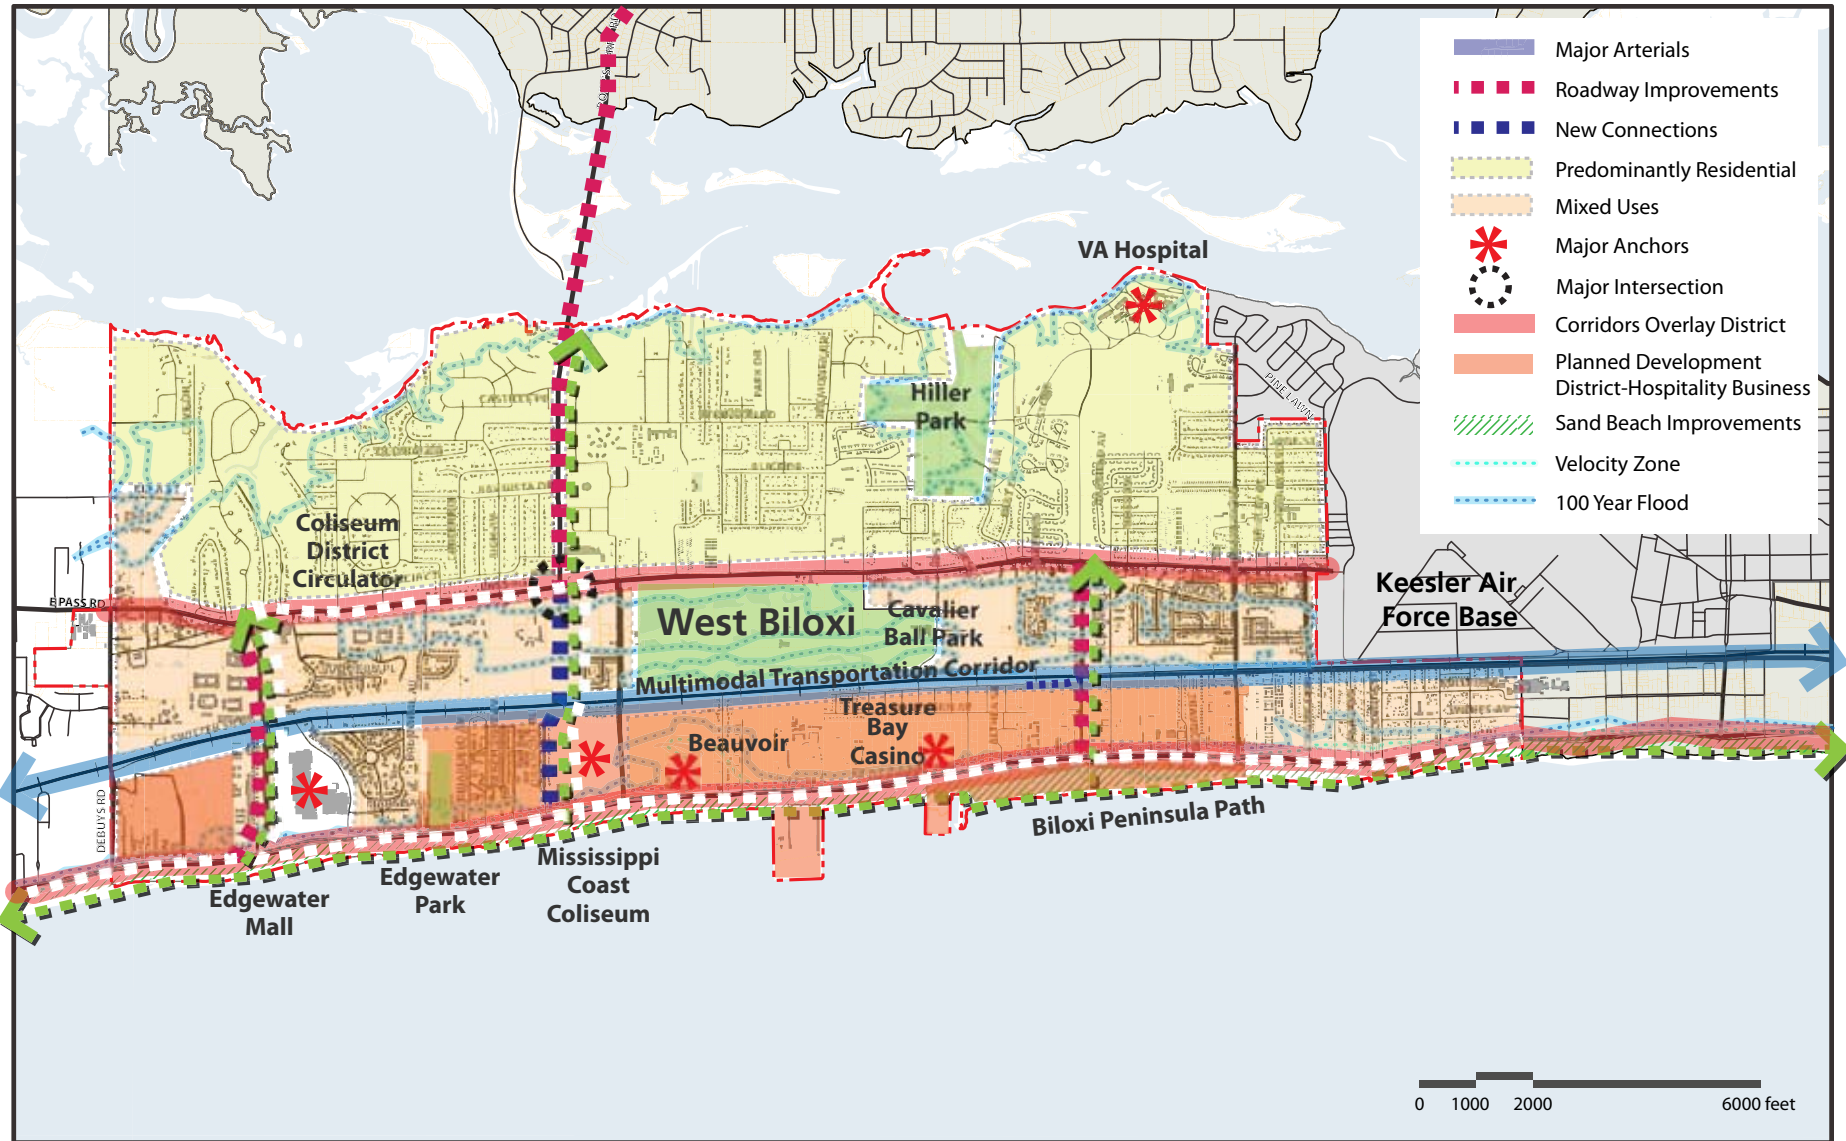 Major Arterials
Roadway Improvements
New Connections
Predominantly Residential
Mixed Uses
Major Anchors
Major Intersection
Corridors Overlay District
Planned Development
District-Hospitality Business
Sand Beach Improvements
Velocity Zone
100 Year Flood
VA Hospital
PINE LAWN
Hiller
Park
Coliseum
District
Circulator
E PASS RD
West Biloxi
Cavalier
Ball Park
Keesler Air
Force Base
Multimodal Transportation Corridor
Treasure
Bay
Casino
Beauvoir
DEBUYS RD
Biloxi Peninsula Path
Mississippi
Coast
Coliseum
Edgewater
Park
Edgewater
Mall
0 1000 2000 6000 feet